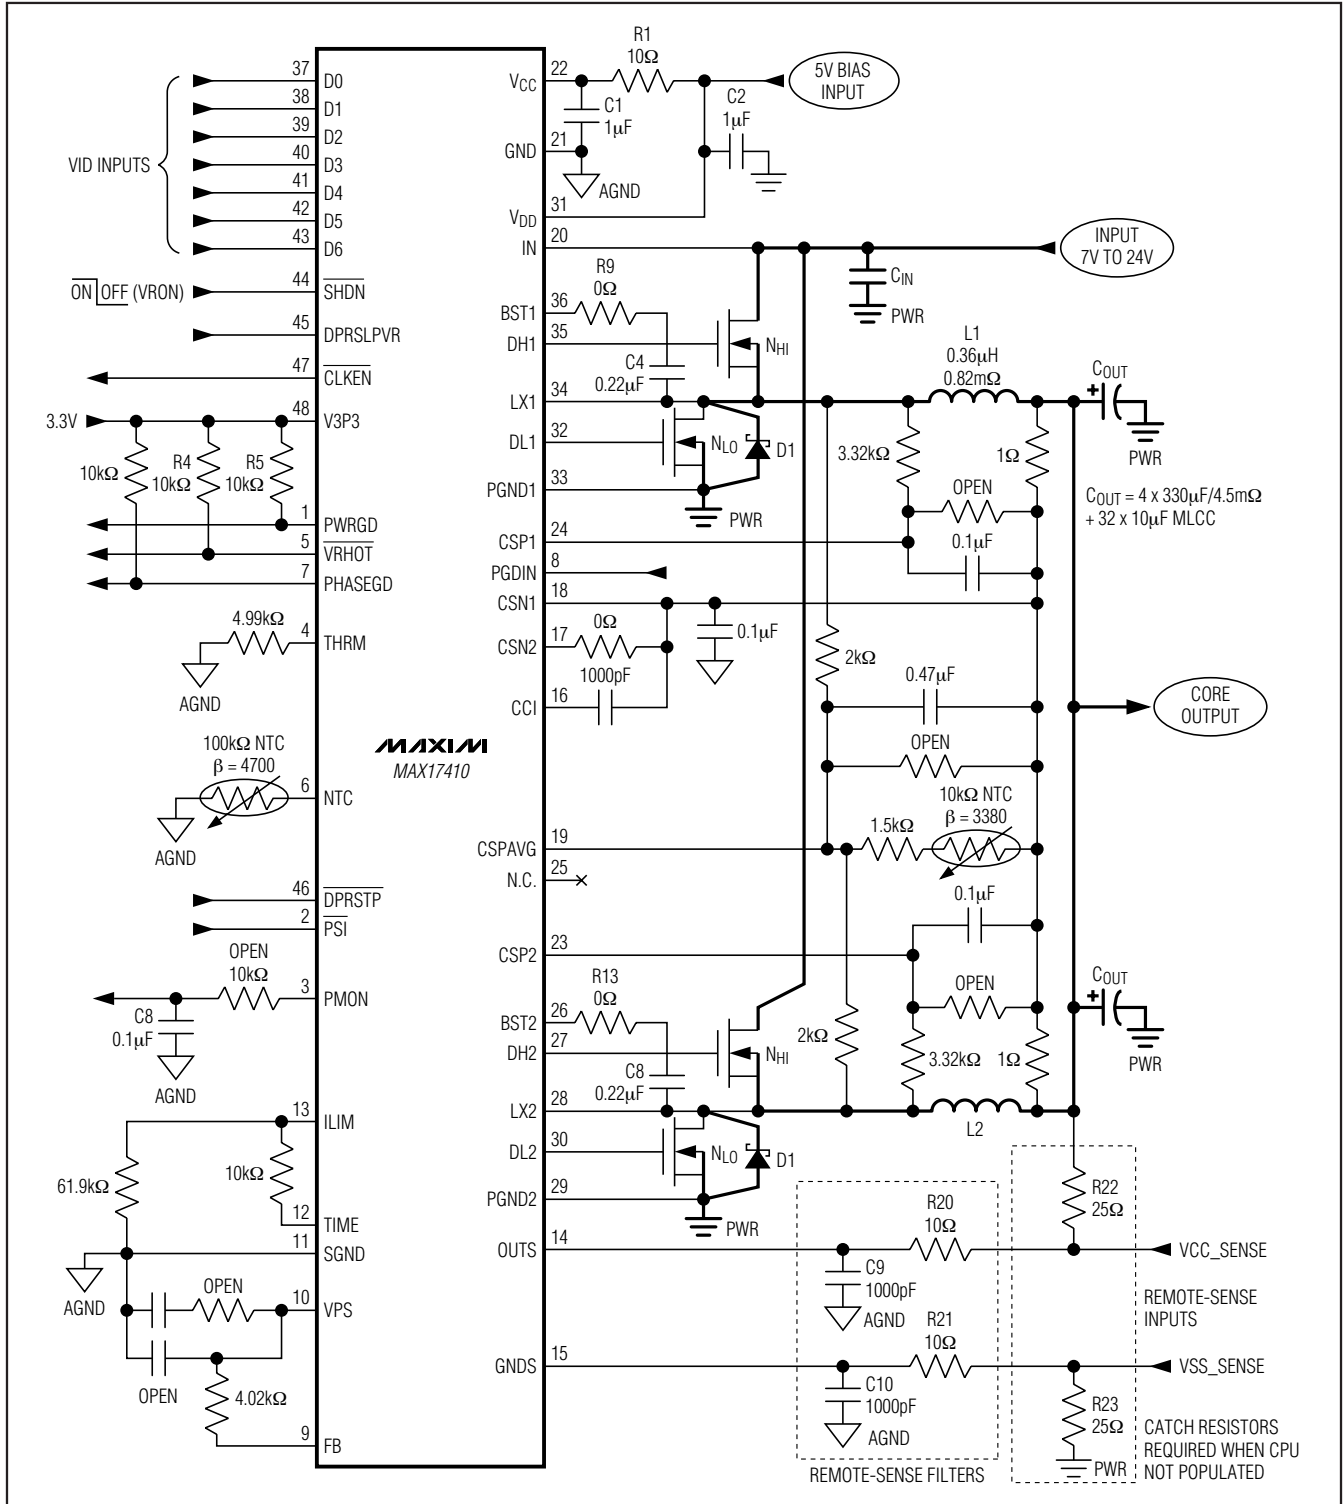 VID INPUTS
37 D0
38 D1
39 D2
40 D3
41 D4
42 D5
43 D6
ON OFF (VRON)
44 SHDN
45 DPRSLPVR
47 CLKEN
3.3V
48 V3P3
10kΩ
R4
10kΩ
R5
10kΩ
1 PWRGD
5 VRHOT
7 PHASEGD
4.99kΩ
4 THRM
AGND
100kΩ NTC
β = 4700
6 NTC
AGND
46 DPRSTP
2 PSI
OPEN
10kΩ
3 PMON
C8
0.1μF
AGND
13 ILIM
61.9kΩ
10kΩ
12 TIME
11 SGND
AGND
OPEN
10 VPS
OPEN
4.02kΩ
9 FB
MAXIM
MAX17410
VCC 22
R1
10Ω
5V BIAS
INPUT
C1
1μF
C2
1μF
GND 21
AGND
VDD 31
IN 20
INPUT
7V TO 24V
CIN
PWR
R9
0Ω
BST1 36
DH1 35
NHI
C4
0.22μF
LX1 34
L1
0.36μH
0.82mΩ
COUT
PWR
COUT = 4 x 330μF/4.5mΩ
+ 32 x 10μF MLCC
DL1 32
NLO
D1
PGND1 33
PWR
3.32kΩ
1Ω
OPEN
0.1μF
CSP1 24
PGDIN 8
CSN1 18
0Ω
CSN2 17
0.1μF
1000pF
CCI 16
2kΩ
0.47μF
OPEN
CORE
OUTPUT
10kΩ NTC
β = 3380
1.5kΩ
CSPAVG 19
N.C. 25
0.1μF
CSP2 23
OPEN
R13
0Ω
BST2 26
DH2 27
NHI
2kΩ
3.32kΩ
1Ω
COUT
PWR
C8
0.22μF
LX2 28
L2
DL2 30
NLO
D1
PGND2 29
PWR
OUTS 14
R20
10Ω
C9
1000pF
AGND
R22
25Ω
VCC_SENSE
REMOTE-SENSE
INPUTS
GNDS 15
R21
10Ω
C10
1000pF
AGND
VSS_SENSE
R23
25Ω
PWR
CATCH RESISTORS
REQUIRED WHEN CPU
NOT POPULATED
REMOTE-SENSE FILTERS